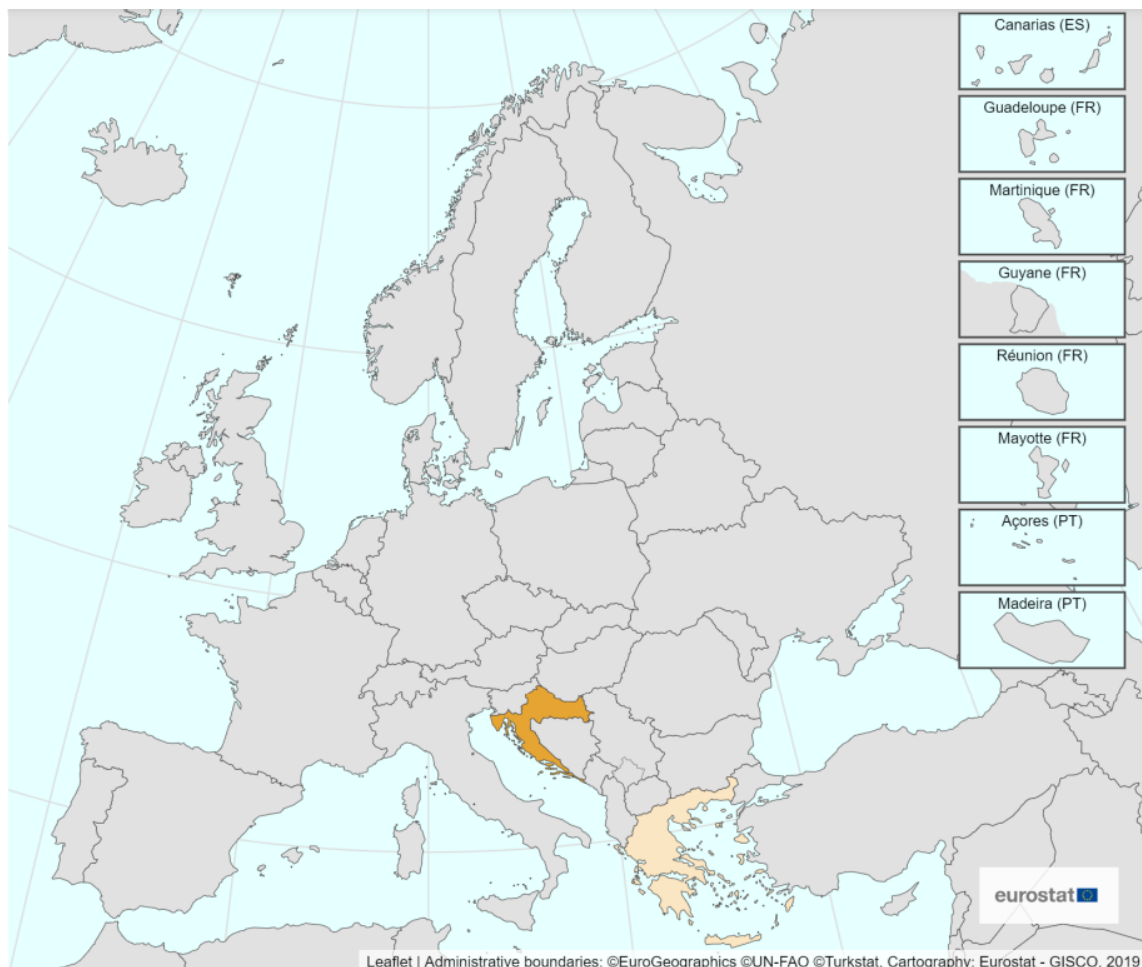 Canarias (ES)
Guadeloupe (FR)
Martinique (FR)
Guyane (FR)
Réunion (FR)
Mayotte (FR)
Açores (PT)
Madeira (PT)
eurostat
Leaflet | Administrative boundaries: ©EuroGeographics ©UN-FAO ©Turkstat, Cartography: Eurostat - GISCO, 2019